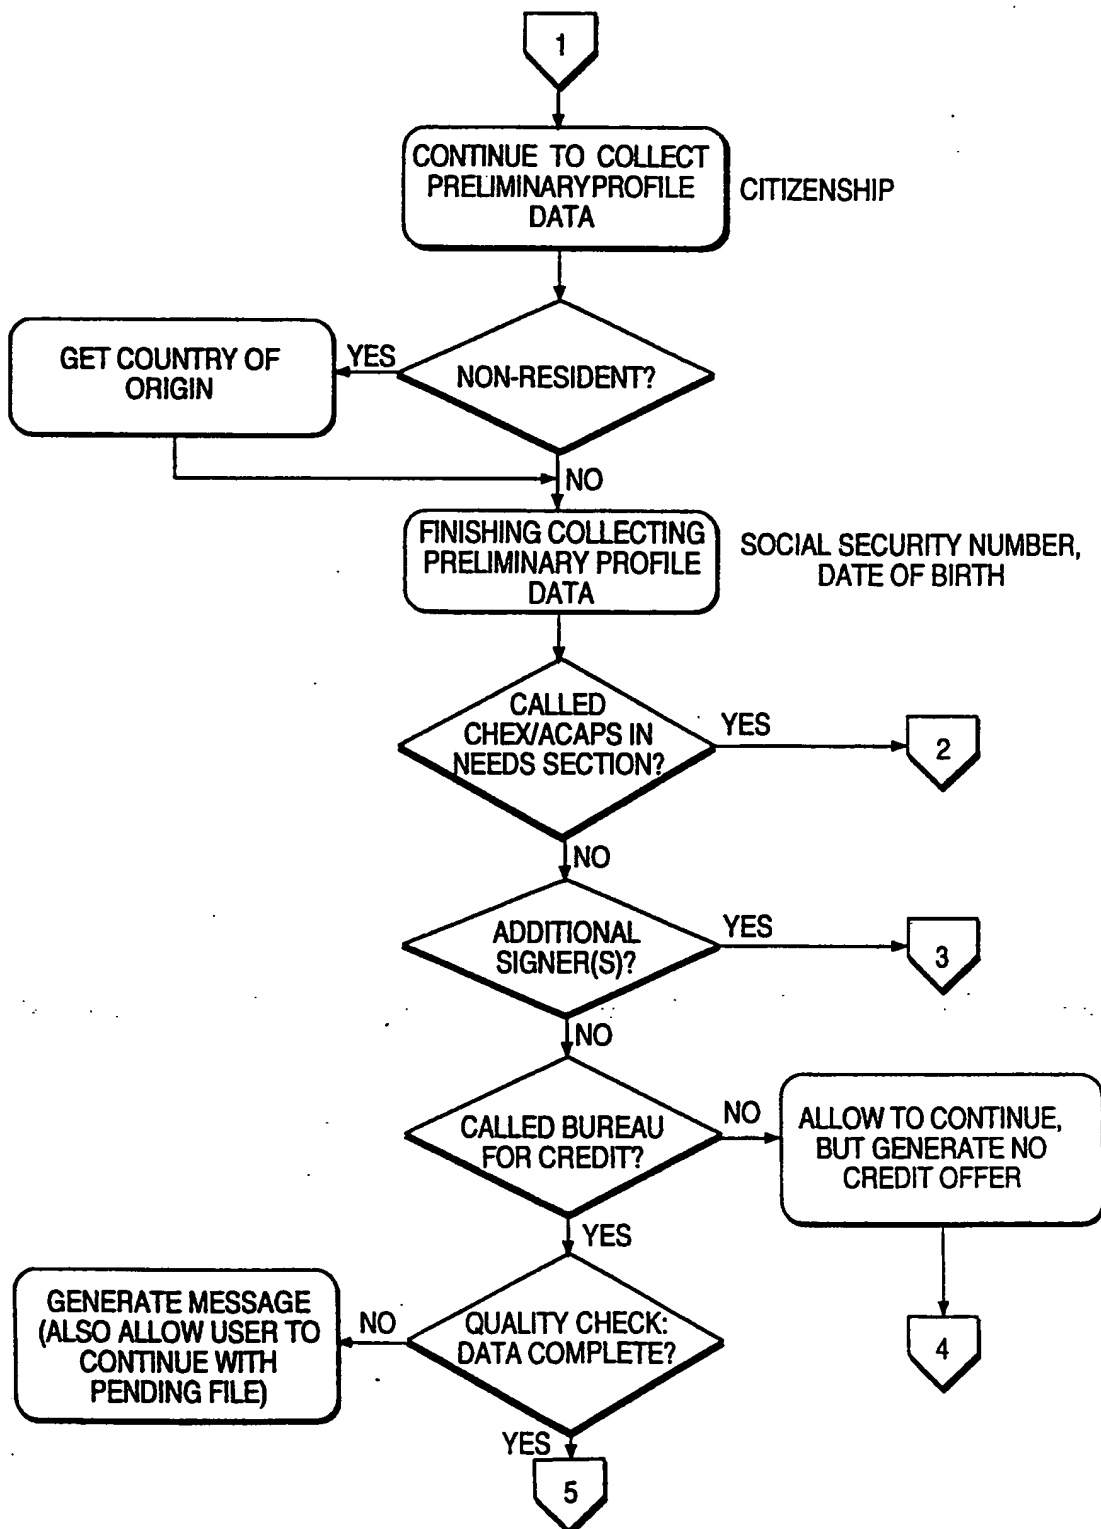 1
CONTINUE TO COLLECT
PRELIMINARY PROFILE
DATA
CITIZENSHIP
GET COUNTRY OF
ORIGIN
YES
NON-RESIDENT?
NO
FINISHING COLLECTING
PRELIMINARY PROFILE
DATA
SOCIAL SECURITY NUMBER,
DATE OF BIRTH
CALLED
CHEX/ACAPS IN
NEEDS SECTION?
YES
2
NO
ADDITIONAL
SIGNER(S)?
YES
3
NO
CALLED BUREAU
FOR CREDIT?
NO
ALLOW TO CONTINUE,
BUT GENERATE NO
CREDIT OFFER
YES
4
GENERATE MESSAGE
(ALSO ALLOW USER TO
CONTINUE WITH
PENDING FILE)
NO
QUALITY CHECK:
DATA COMPLETE?
YES
5